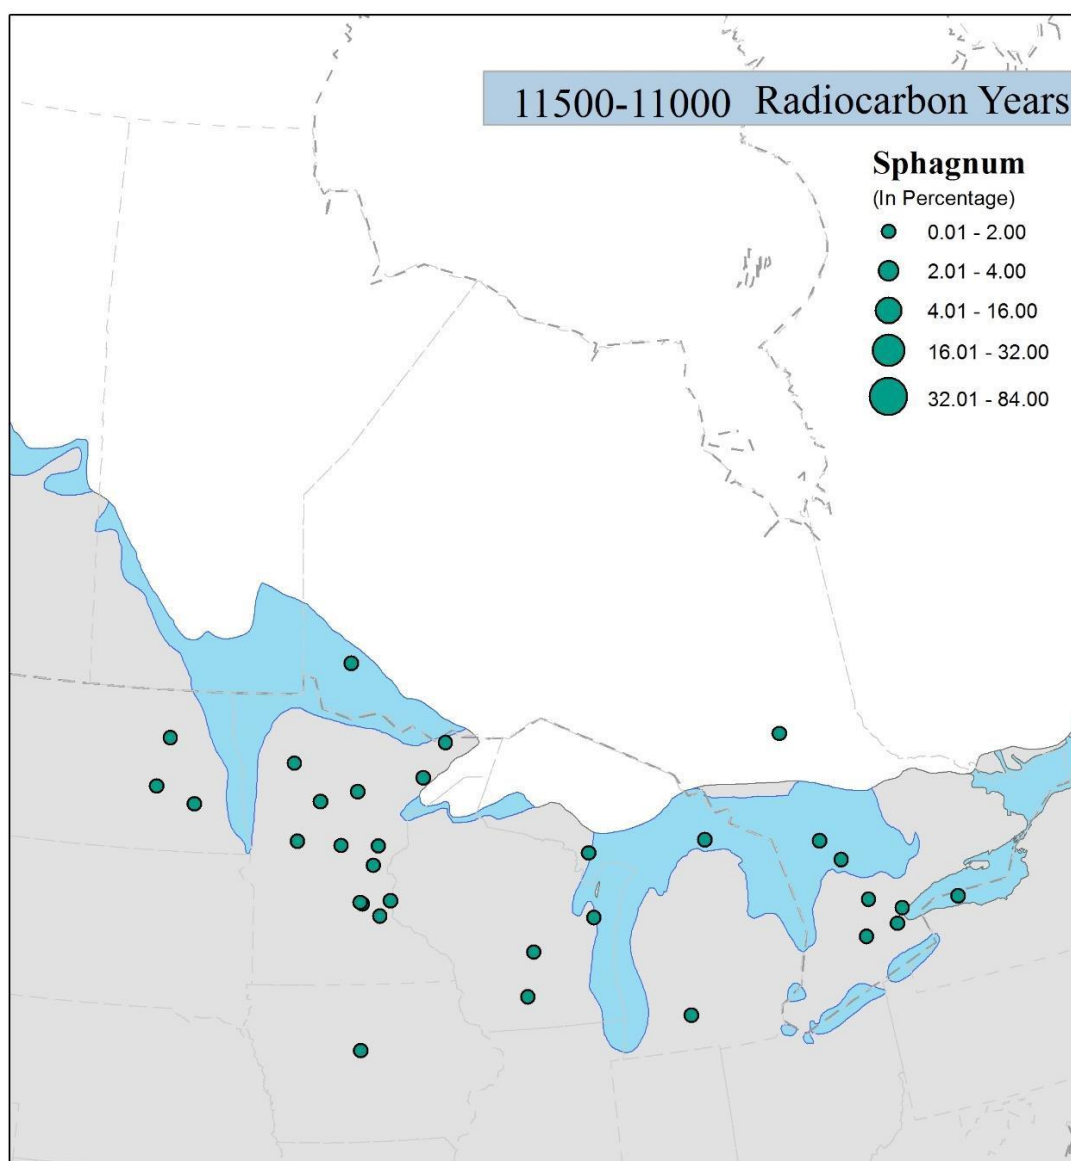 11500-11000 Radiocarbon Years
Sphagnum
(In Percentage)
0.01 - 2.00
2.01 - 4.00
4.01 - 16.00
16.01 - 32.00
32.01 - 84.00